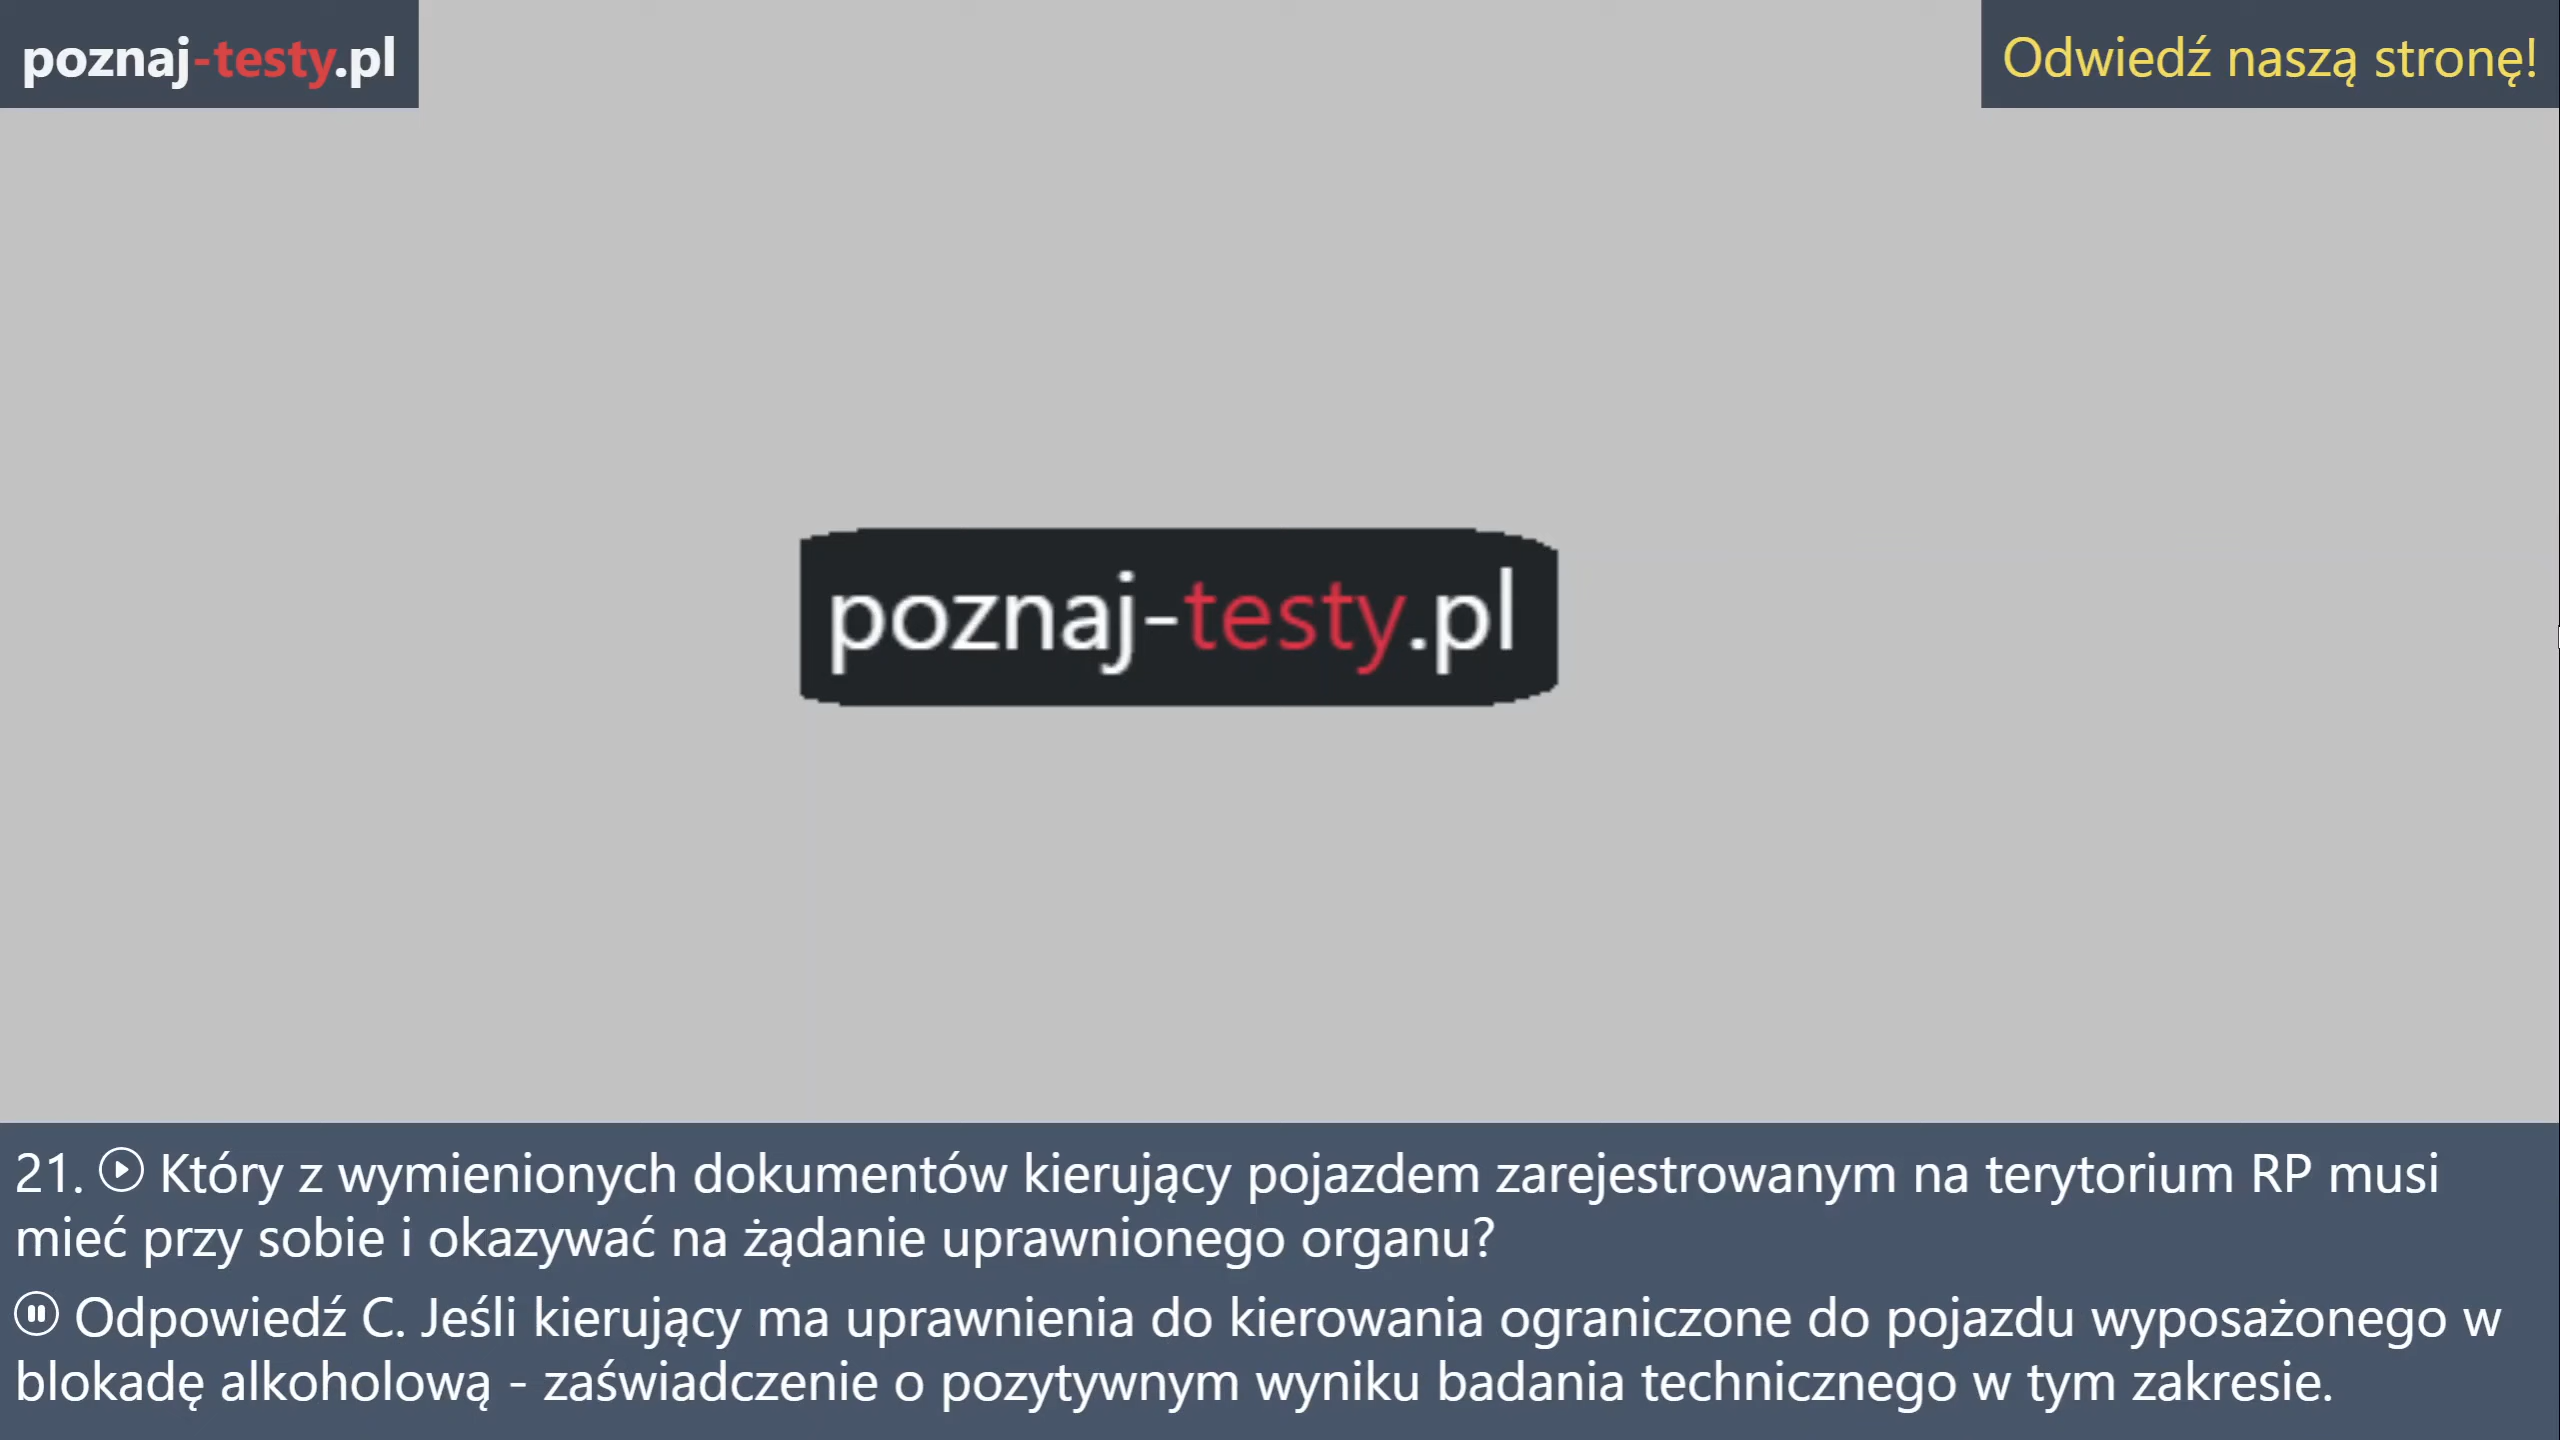 poznaj-testy.pl
Odwiedź naszą stronę!
poznaj-testy.pl
21. Który z wymienionych dokumentów kierujący pojazdem zarejestrowanym na terytorium RP musi
mieć przy sobie i okazywać na żądanie uprawnionego organu?
Odpowiedź C. Jeśli kierujący ma uprawnienia do kierowania ograniczone do pojazdu wyposażonego w
blokadę alkoholową - zaświadczenie o pozytywnym wyniku badania technicznego w tym zakresie.